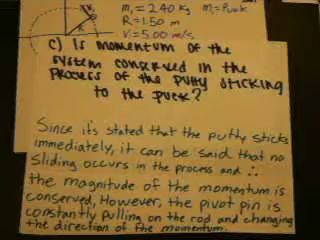 m₁ = 2.40 kg  m₁ = Puck
R = 1.50 m
Vᵢ = 5.00 m/s
c) Is momentum of the
system conserved in the
process of the putty sticking
to the puck?
Since it's stated that the putty sticks
immediately, it can be said that no
sliding occurs in the process and ∴
the magnitude of the momentum is
conserved, However, the pivot pin is
constantly pulling on the rod and changing
the direction of the momentum.